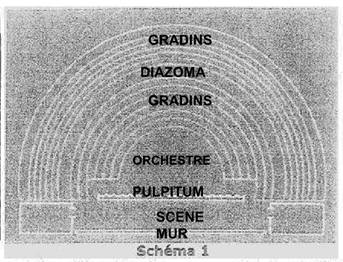 GRADINS
DIAZOMA
GRADINS
ORCHESTRE
PULPITUM
SCENE
MUR
Schéma 1